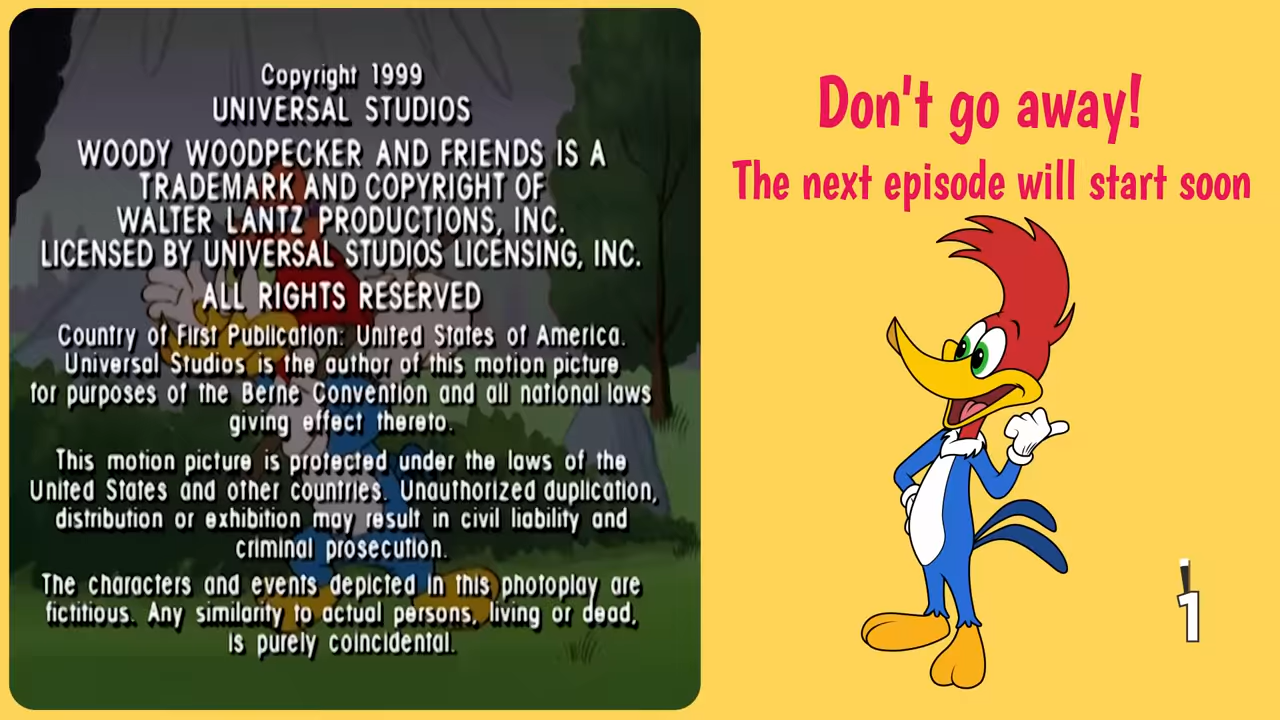 Copyright 1999
UNIVERSAL STUDIOS
WOODY WOODPECKER AND FRIENDS IS A
TRADEMARK AND COPYRIGHT OF
WALTER LANTZ PRODUCTIONS, INC.
LICENSED BY UNIVERSAL STUDIOS LICENSING, INC.
ALL RIGHTS RESERVED
Country of First Publication: United States of America.
Universal Studios is the author of this motion picture
for purposes of the Berne Convention and all national laws
giving effect thereto.
This motion picture is protected under the laws of the
United States and other countries. Unauthorized duplication,
distribution or exhibition may result in civil liability and
criminal prosecution.
The characters and events depicted in this photoplay are
fictitious. Any similarity to actual persons, living or dead,
is purely coincidental.
Don't go away!
The next episode will start soon
1